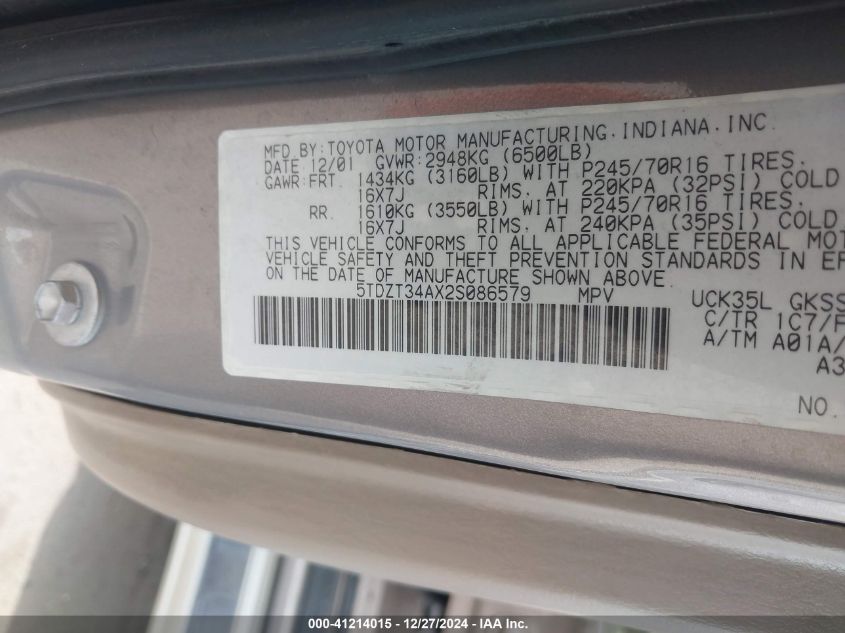 MFD.BY:TOYOTA MOTOR MANUFACTURING.INDIANA.INC.
DATE 12/01 GVWR:2948KG (6500LB)
GAWR:FRT. 1434KG (3160LB) WITH P245/70R16 TIRES.
16X7J RIMS. AT 220KPA (32PSI) COLD
RR. 1610KG (3550LB) WITH P245/70R16 TIRES.
16X7J RIMS. AT 240KPA (35PSI) COLD
THIS VEHICLE CONFORMS TO ALL APPLICABLE FEDERAL MOT
VEHICLE SAFETY AND THEFT PREVENTION STANDARDS IN EF
ON THE DATE OF MANUFACTURE SHOWN ABOVE.
5TDZT34AX2S086579 MPV UCK35L GKSS
C/TR 1C7/F
A/TM A01A/
A3
NO.
000-41214015 - 12/27/2024 - IAA Inc.